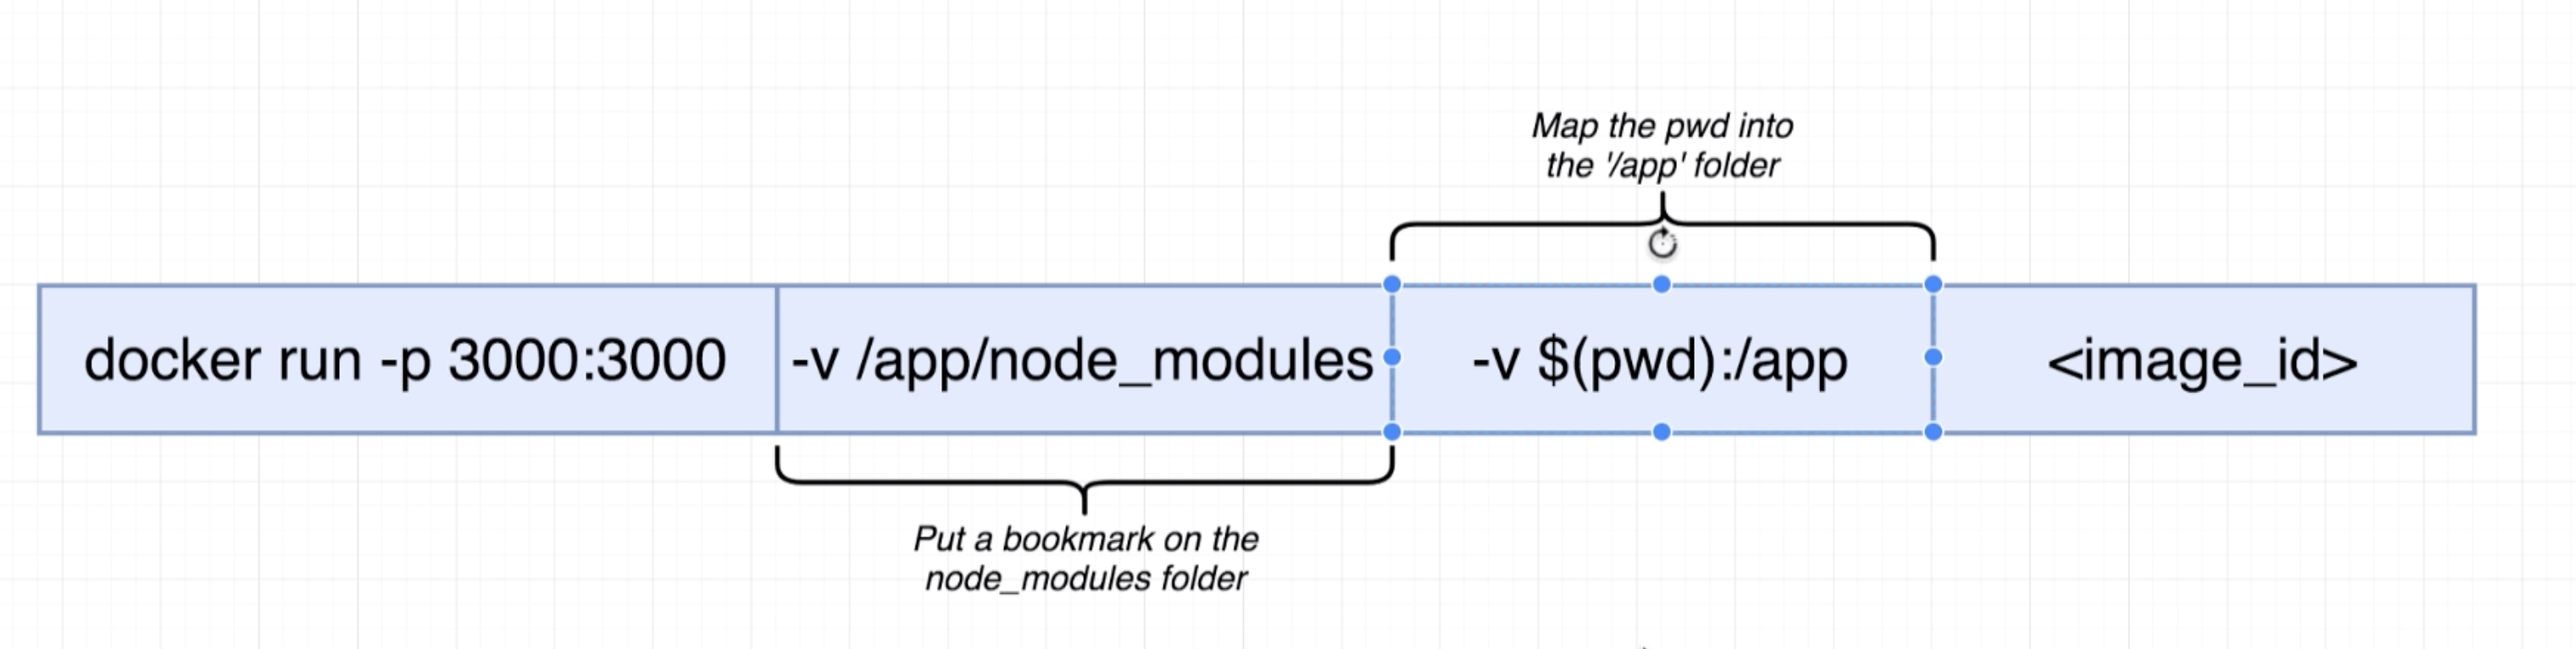 Map the pwd into
the '/app' folder
docker run -p 3000:3000 -v /app/node_modules -v $(pwd):/app <image_id>
Put a bookmark on the
node_modules folder